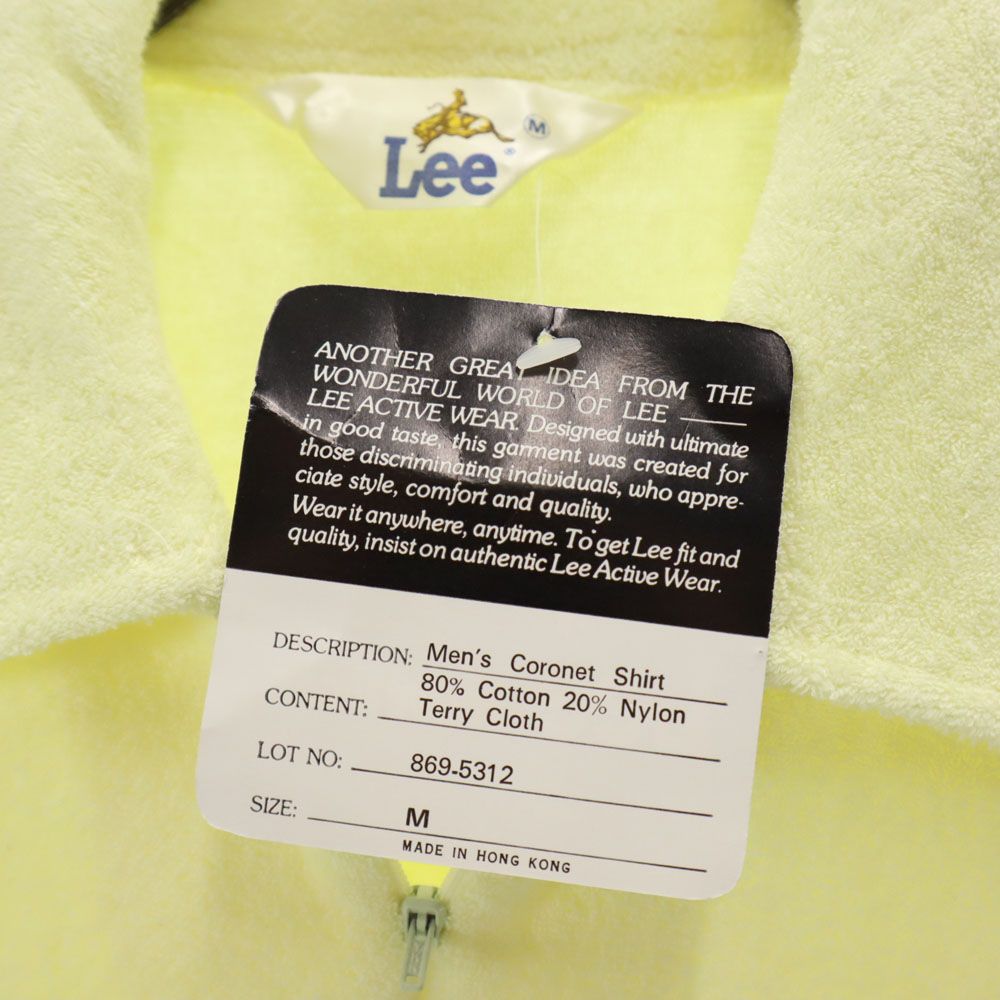 Lee
®
M
ANOTHER GREAT IDEA FROM THE
WONDERFUL WORLD OF LEE
LEE ACTIVE WEAR. Designed with ultimate
in good taste, this garment was created for
those discriminating individuals, who appre-
ciate style, comfort and quality.
Wear it anywhere, anytime. To get Lee fit and
quality, insist on authentic Lee Active Wear.
DESCRIPTION: Men's Coronet Shirt
80% Cotton 20% Nylon
CONTENT: Terry Cloth
LOT NO: 869-5312
SIZE: M
MADE IN HONG KONG